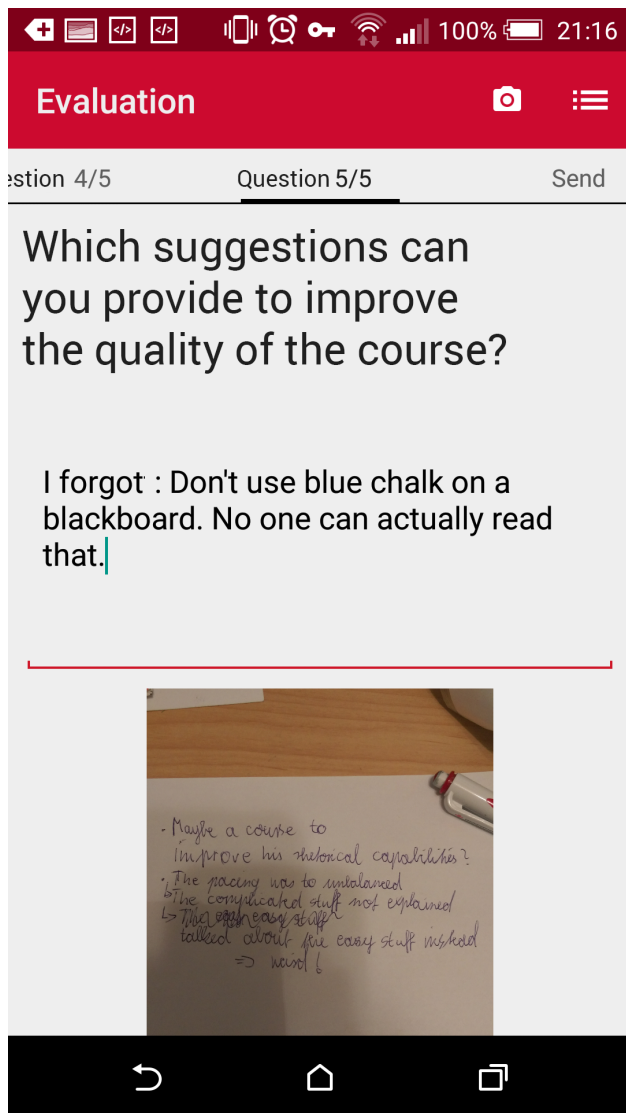 100% 21:16
Evaluation
estion 4/5 Question 5/5 Send
Which suggestions can
you provide to improve
the quality of the course?
I forgot : Don't use blue chalk on a
blackboard. No one can actually read
that.
- Maybe a course to
improve his rhetorical capabilities?
- The pacing was to unbalanced
↳ The complicated stuff not explained
↳
talked about the easy stuff instead
⇒